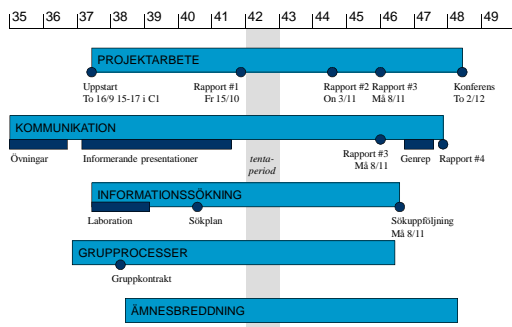 35 36 37 38 39 40 41 42 43 44 45 46 47 48 49
PROJEKTARBETE
Uppstart
To 16/9 15-17 i C1
Rapport #1
Fr 15/10
Rapport #2
On 3/11
Rapport #3
Må 8/11
Konferens
To 2/12
KOMMUNIKATION
Övningar
Informerande presentationer
tenta-
period
Rapport #3
Må 8/11
Genrep
Rapport #4
INFORMATIONSSÖKNING
Laboration
Sökplan
Sökuppföljning
Må 8/11
GRUPPROCESSER
Gruppkontrakt
ÄMNESBREDDNING